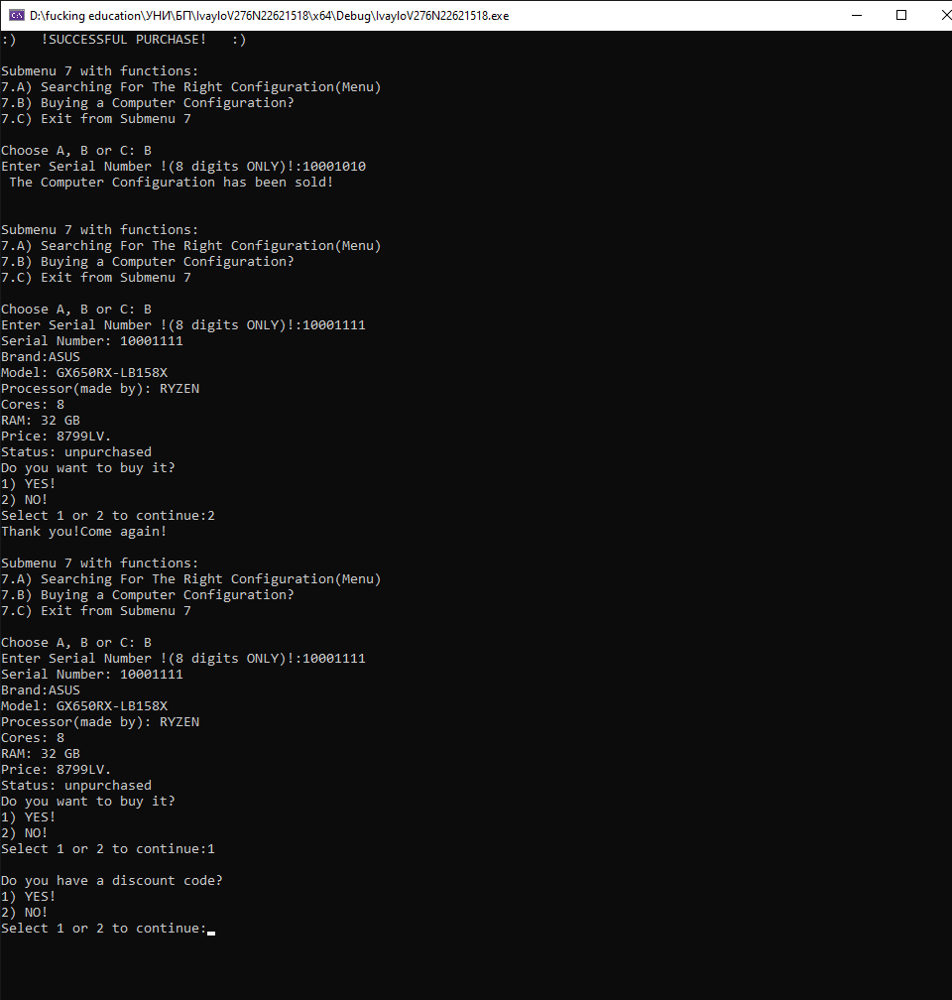 D:\fucking education\УНИ\БП\IvayloV276N22621518\x64\Debug\IvayloV276N22621518.exe
:)   !SUCCESSFUL PURCHASE!   :)
Submenu 7 with functions:
7.A) Searching For The Right Configuration(Menu)
7.B) Buying a Computer Configuration?
7.C) Exit from Submenu 7
Choose A, B or C: B
Enter Serial Number !(8 digits ONLY)!:10001010
The Computer Configuration has been sold!
Submenu 7 with functions:
7.A) Searching For The Right Configuration(Menu)
7.B) Buying a Computer Configuration?
7.C) Exit from Submenu 7
Choose A, B or C: B
Enter Serial Number !(8 digits ONLY)!:10001111
Serial Number: 10001111
Brand:ASUS
Model: GX650RX-LB158X
Processor(made by): RYZEN
Cores: 8
RAM: 32 GB
Price: 8799LV.
Status: unpurchased
Do you want to buy it?
1) YES!
2) NO!
Select 1 or 2 to continue:2
Thank you!Come again!
Submenu 7 with functions:
7.A) Searching For The Right Configuration(Menu)
7.B) Buying a Computer Configuration?
7.C) Exit from Submenu 7
Choose A, B or C: B
Enter Serial Number !(8 digits ONLY)!:10001111
Serial Number: 10001111
Brand:ASUS
Model: GX650RX-LB158X
Processor(made by): RYZEN
Cores: 8
RAM: 32 GB
Price: 8799LV.
Status: unpurchased
Do you want to buy it?
1) YES!
2) NO!
Select 1 or 2 to continue:1
Do you have a discount code?
1) YES!
2) NO!
Select 1 or 2 to continue: